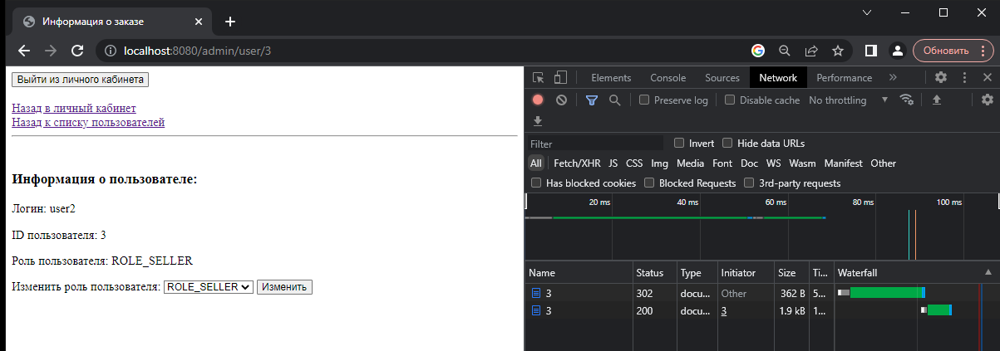 Информация о заказе
localhost:8080/admin/user/3
Обновить
Выйти из личного кабинета
Назад в личный кабинет
Назад к списку пользователей
Информация о пользователе:
Логин: user2
ID пользователя: 3
Роль пользователя: ROLE_SELLER
Изменить роль пользователя: ROLE_SELLER Изменить
Elements Console Sources Network Performance
Preserve log Disable cache No throttling
Filter Invert Hide data URLs
All Fetch/XHR JS CSS Img Media Font Doc WS Wasm Manifest Other
Has blocked cookies Blocked Requests 3rd-party requests
20 ms 40 ms 60 ms 80 ms 100 ms
Name Status Type Initiator Size Ti... Waterfall
3 302 docu... Other 362 B 5...
3 200 docu... 3 1.9 kB 1...